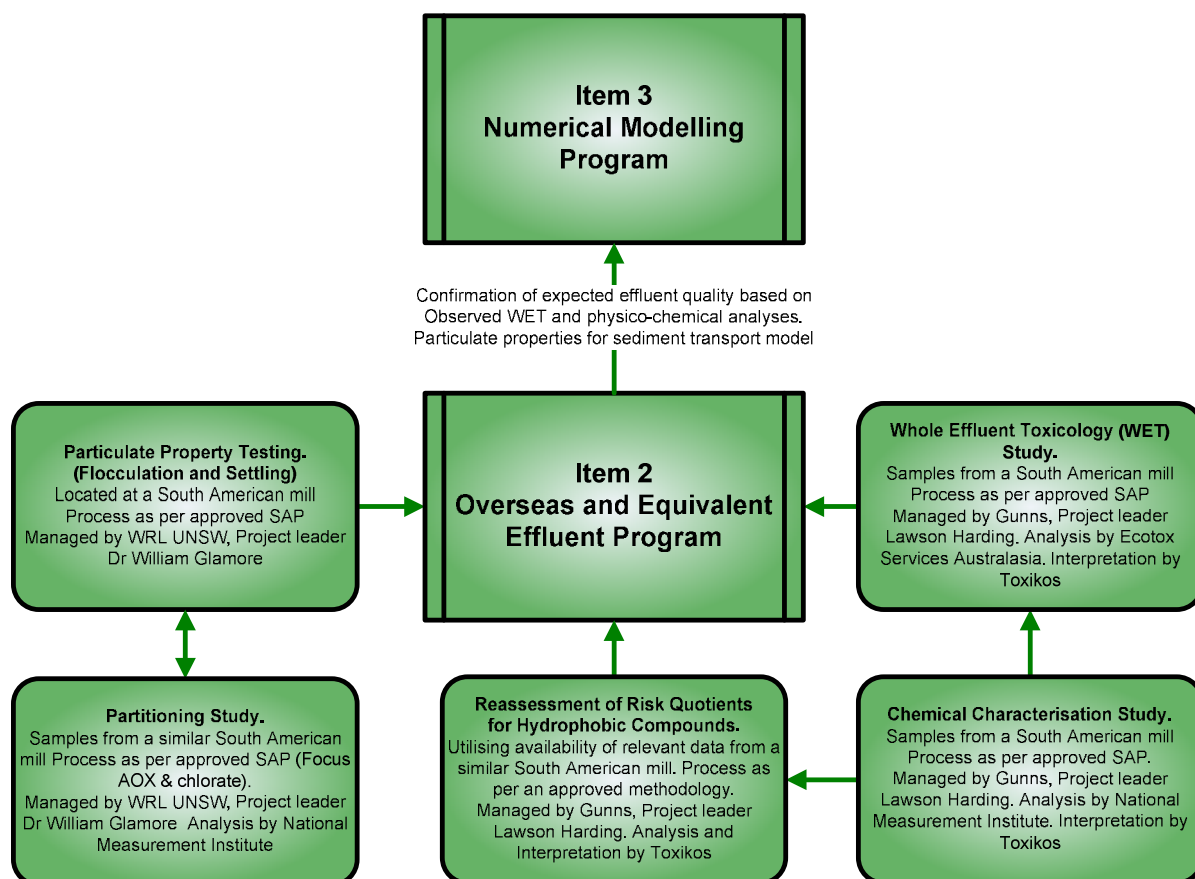 Item 3
Numerical Modelling
Program
Confirmation of expected effluent quality based on
Observed WET and physico-chemical analyses.
Particulate properties for sediment transport model
Particulate Property Testing.
(Flocculation and Settling)
Located at a South American mill
Process as per approved SAP
Managed by WRL UNSW, Project leader
Dr William Glamore
Item 2
Overseas and Equivalent
Effluent Program
Whole Effluent Toxicology (WET)
Study.
Samples from a South American mill
Process as per approved SAP
Managed by Gunns, Project leader
Lawson Harding. Analysis by Ecotox
Services Australasia. Interpretation by
Toxikos
Partitioning Study.
Samples from a similar South American
mill Process as per approved SAP (Focus
AOX & chlorate).
Managed by WRL UNSW, Project leader
Dr William Glamore Analysis by National
Measurement Institute
Reassessment of Risk Quotients
for Hydrophobic Compounds.
Utilising availability of relevant data from a
similar South American mill. Process as
per an approved methodology.
Managed by Gunns, Project leader
Lawson Harding. Analysis and
Interpretation by Toxikos
Chemical Characterisation Study.
Samples from a South American mill
Process as per approved SAP.
Managed by Gunns, Project leader
Lawson Harding. Analysis by National
Measurement Institute. Interpretation by
Toxikos